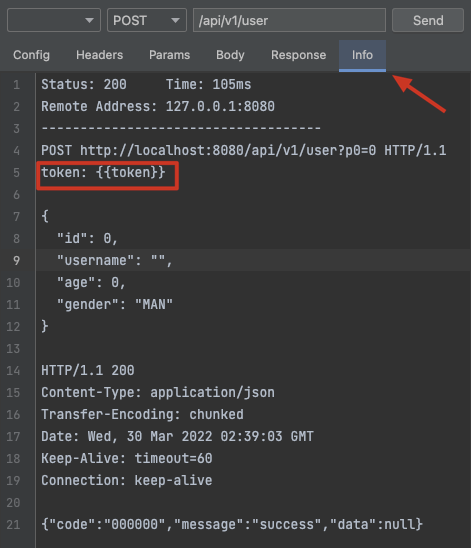 POST /api/v1/user Send
Config Headers Params Body Response Info
1 Status: 200 Time: 105ms
2 Remote Address: 127.0.0.1:8080
3 ------------------------------------
4 POST http://localhost:8080/api/v1/user?p0=0 HTTP/1.1
5 token: {{token}}
6
7 {
8 "id": 0,
9 "username": "",
10 "age": 0,
11 "gender": "MAN"
12 }
13
14 HTTP/1.1 200
15 Content-Type: application/json
16 Transfer-Encoding: chunked
17 Date: Wed, 30 Mar 2022 02:39:03 GMT
18 Keep-Alive: timeout=60
19 Connection: keep-alive
20
21 {"code":"000000","message":"success","data":null}